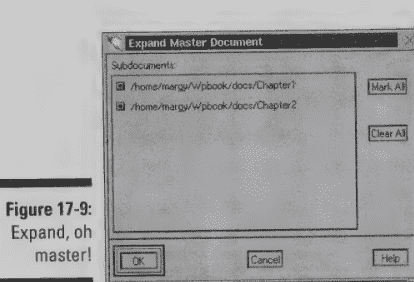 Expand Master Document
Subdocuments:
/home/margy/Wpbook/docs/Chapter1
/home/margy/Wpbook/docs/Chapter2
Mark All
Clear All
OK
Cancel
Help
Figure 17-9:
Expand, oh
master!